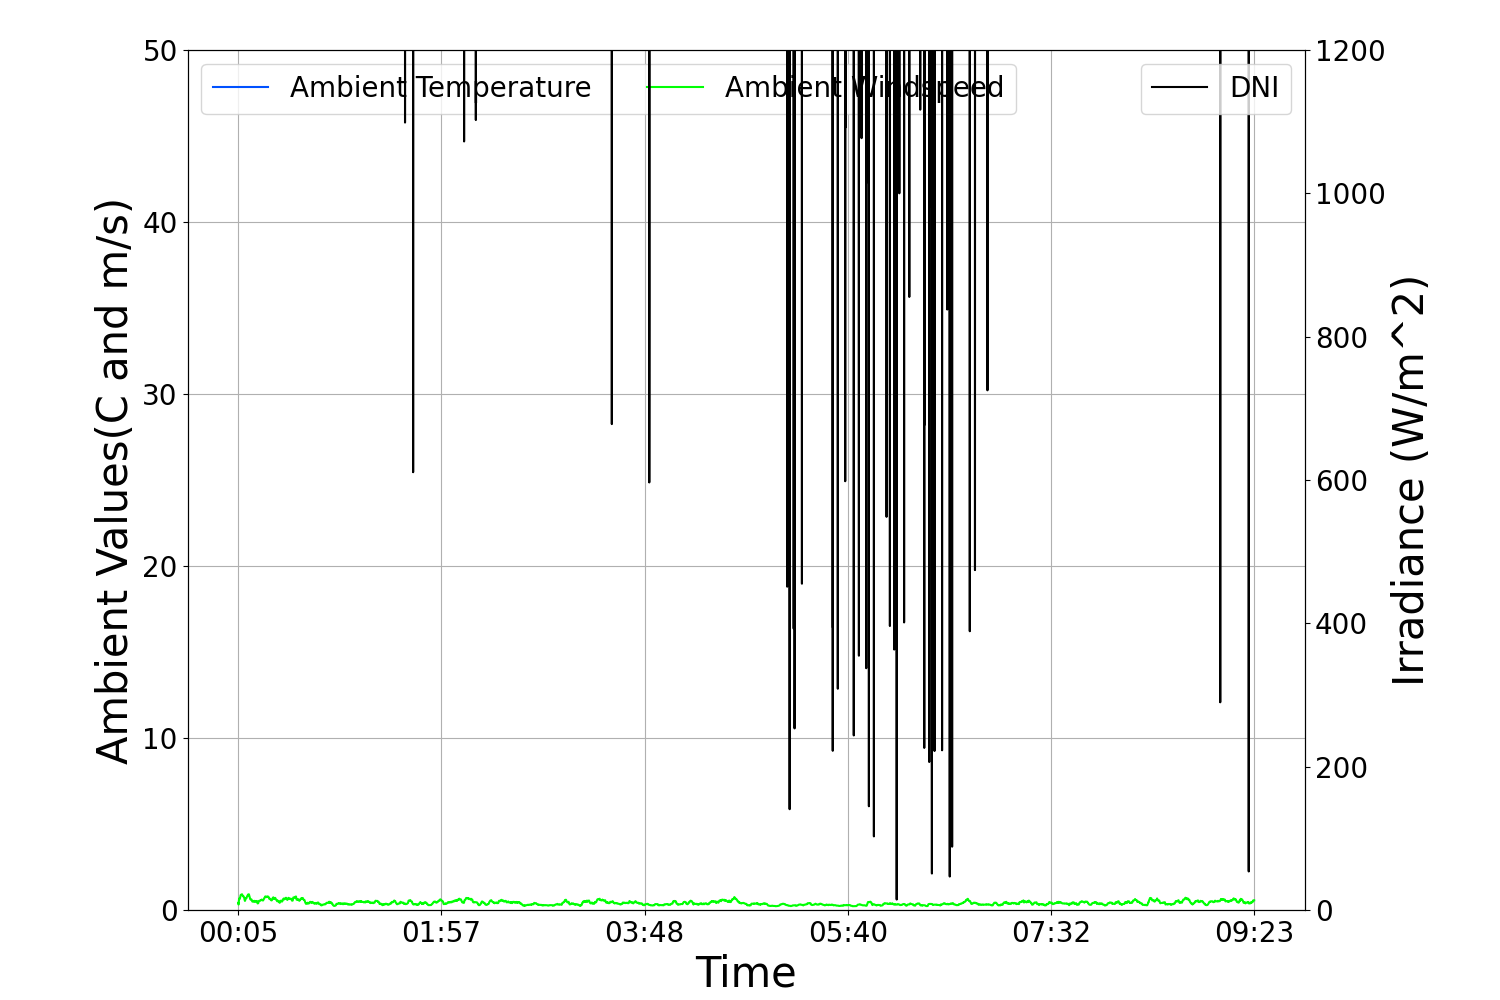 Ambient Temperature
Ambient Windspeed
DNI
50
40
30
20
10
0
Ambient Values(C and m/s)
1200
1000
800
600
400
200
0
Irradiance (W/m^2)
00:05 01:57 03:48 05:40 07:32 09:23
Time